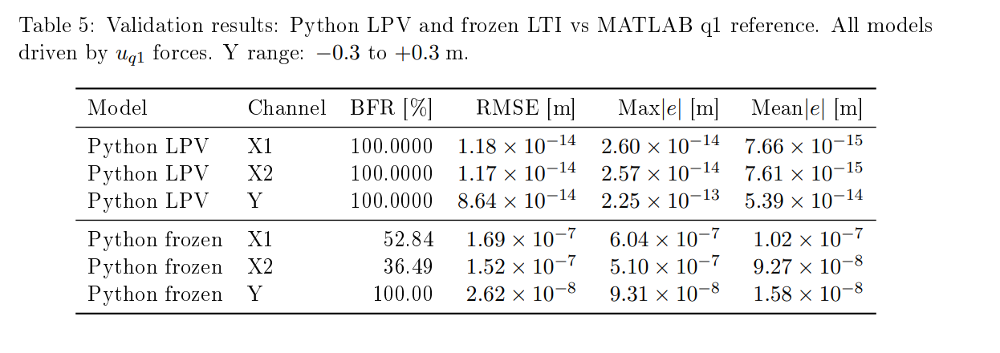 Table 5: Validation results: Python LPV and frozen LTI vs MATLAB q1 reference. All models
driven by u_{q1} forces. Y range: −0.3 to +0.3 m.
Model Channel BFR [%] RMSE [m] Max|e| [m] Mean|e| [m]
Python LPV X1 100.0000 1.18 × 10^{−14} 2.60 × 10^{−14} 7.66 × 10^{−15}
Python LPV X2 100.0000 1.17 × 10^{−14} 2.57 × 10^{−14} 7.61 × 10^{−15}
Python LPV Y 100.0000 8.64 × 10^{−14} 2.25 × 10^{−13} 5.39 × 10^{−14}
Python frozen X1 52.84 1.69 × 10^{−7} 6.04 × 10^{−7} 1.02 × 10^{−7}
Python frozen X2 36.49 1.52 × 10^{−7} 5.10 × 10^{−7} 9.27 × 10^{−8}
Python frozen Y 100.00 2.62 × 10^{−8} 9.31 × 10^{−8} 1.58 × 10^{−8}